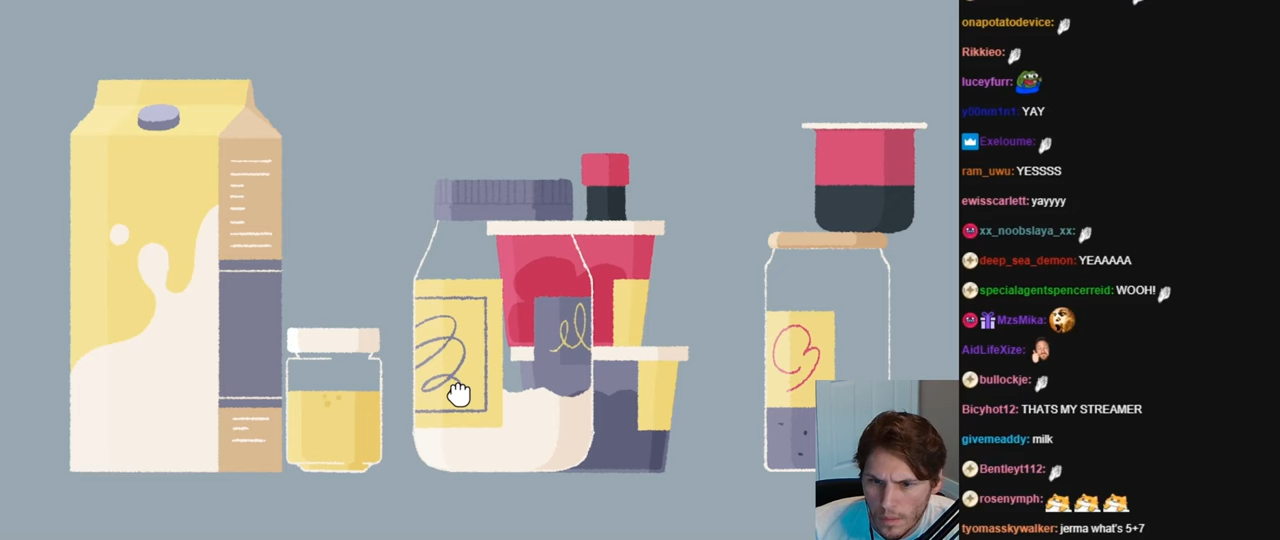 onapotatodevice:
Rikkieo:
luceyfurr:
y00nm1n1: YAY
Exeloume:
ram_uwu: YESSSS
ewisscarlett: yayyyy
xx_noobslaya_xx:
deep_sea_demon: YEAAAAA
specialagentspencerreid: WOOH!
MzsMika:
AidLifeXize:
bullockje:
Bicyhot12: THATS MY STREAMER
givemeaddy: milk
Bentleyt112:
rosenymph:
tyomasskywalker: jerma what's 5+7